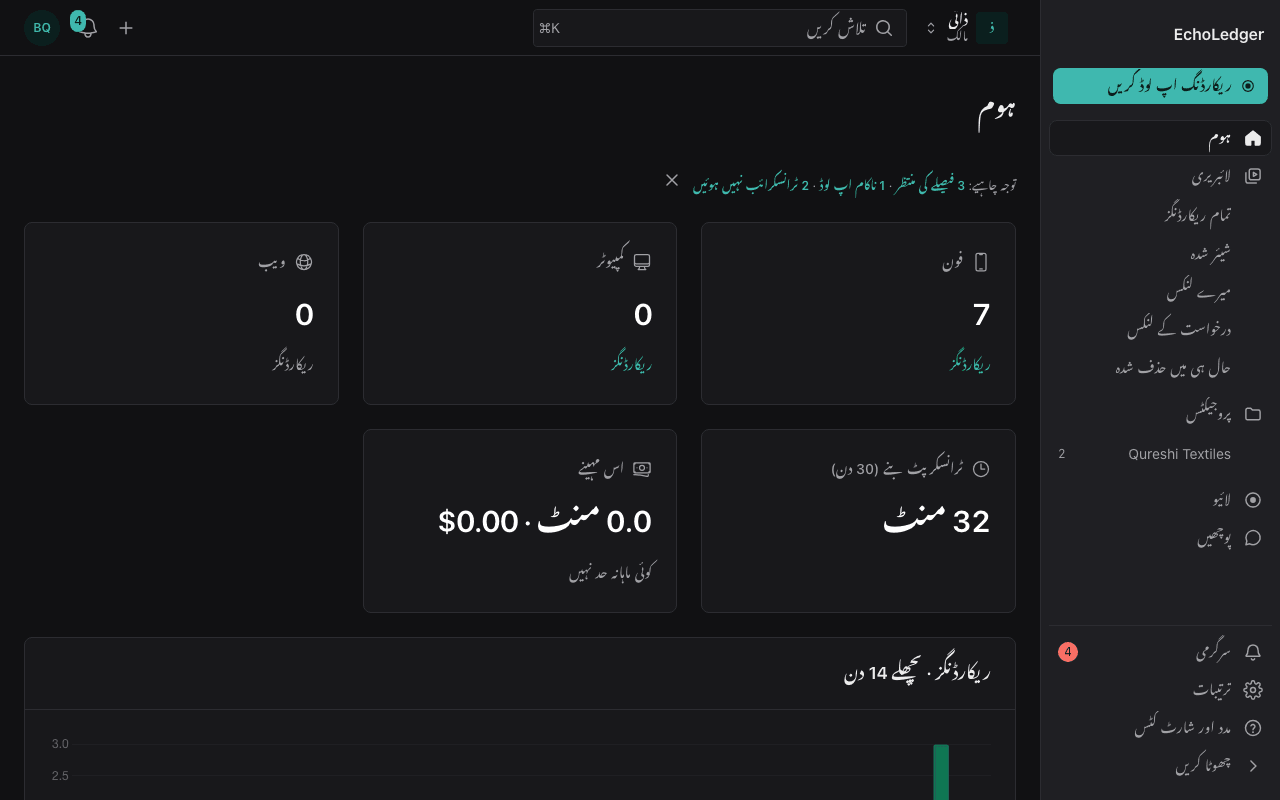 EchoLedger
ریکارڈنگ اپ لوڈ کریں
ہوم
لائبریری
تمام ریکارڈنگز
شیئر شدہ
میرے لنکس
درخواست کے لنکس
حال ہی میں حذف شدہ
پروجیکٹس
Qureshi Textiles 2
لائیو
پوچھیں
سرگرمی 4
ترتیبات
مدد اور شارٹ کٹس
چھوٹا کریں
ذ
ذاتی
مالک
تلاش کریں ⌘K
4
BQ
ہوم
توجہ چاہیے: 3 فیصلے کی منتظر · 1 ناکام اپ لوڈ · 2 ٹرانسکرائب نہیں ہوئیں
فون
7
ریکارڈنگز
کمپیوٹر
0
ریکارڈنگز
ویب
0
ریکارڈنگز
ٹرانسکرپٹ بنے (30 دن)
32 منٹ
اس مہینے
0.0 منٹ · $0.00
کوئی ماہانہ حد نہیں
ریکارڈنگز · پچھلے 14 دن
3.0
2.5